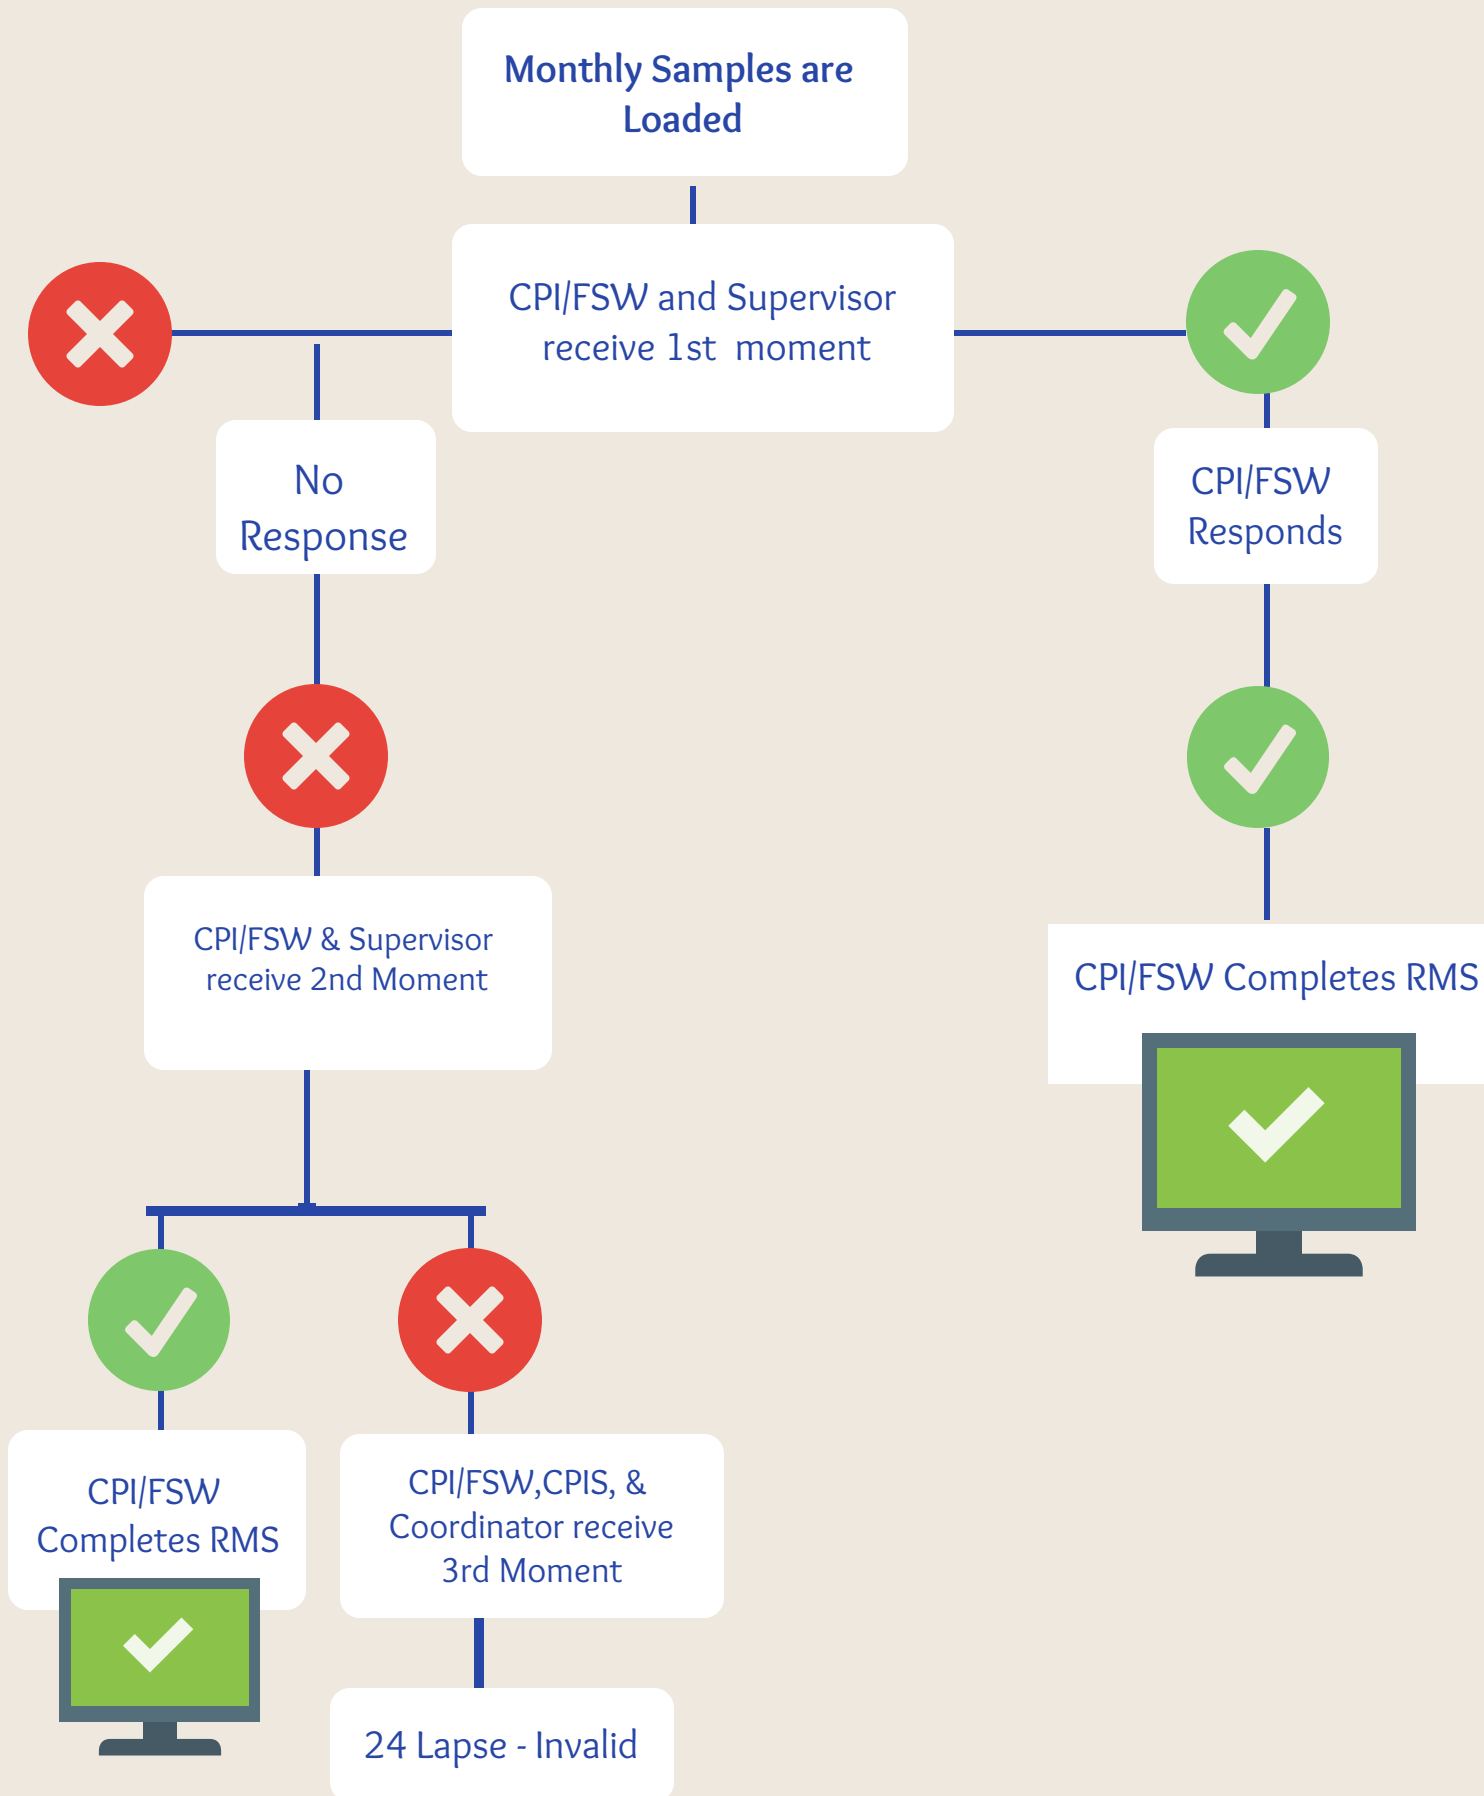 Monthly Samples are
Loaded
CPI/FSW and Supervisor
receive 1st moment
No
Response
CPI/FSW
Responds
CPI/FSW & Supervisor
receive 2nd Moment
CPI/FSW Completes RMS
CPI/FSW
Completes RMS
CPI/FSW,CPIS, &
Coordinator receive
3rd Moment
24 Lapse - Invalid